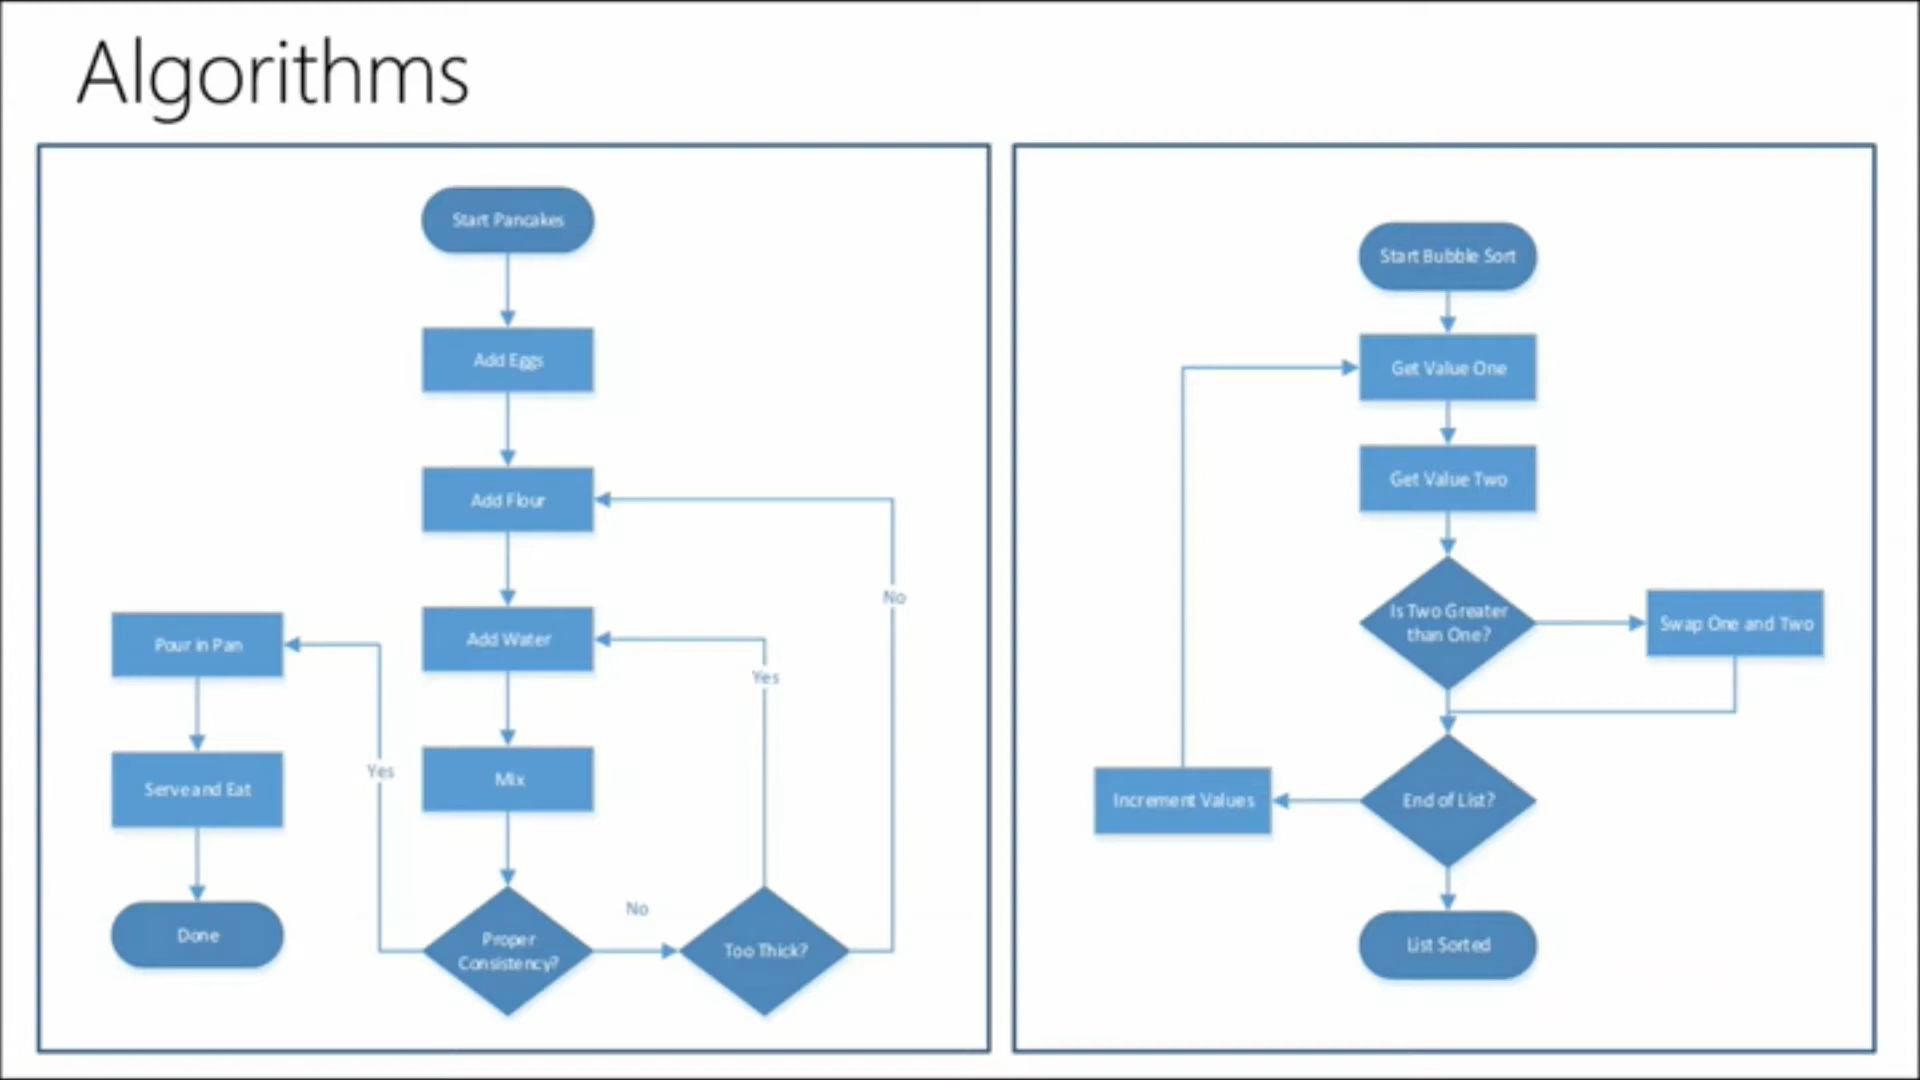 Algorithms
Start Pancakes
Add Eggs
Add Flour
No
Add Water
Pour in Pan
Yes
Yes
Mix
Serve and Eat
No
Proper
Consistency?
Too Thick?
Done
Start Bubble Sort
Get Value One
Get Value Two
Is Two Greater
than One?
Swap One and Two
Increment Values
End of List?
List Sorted